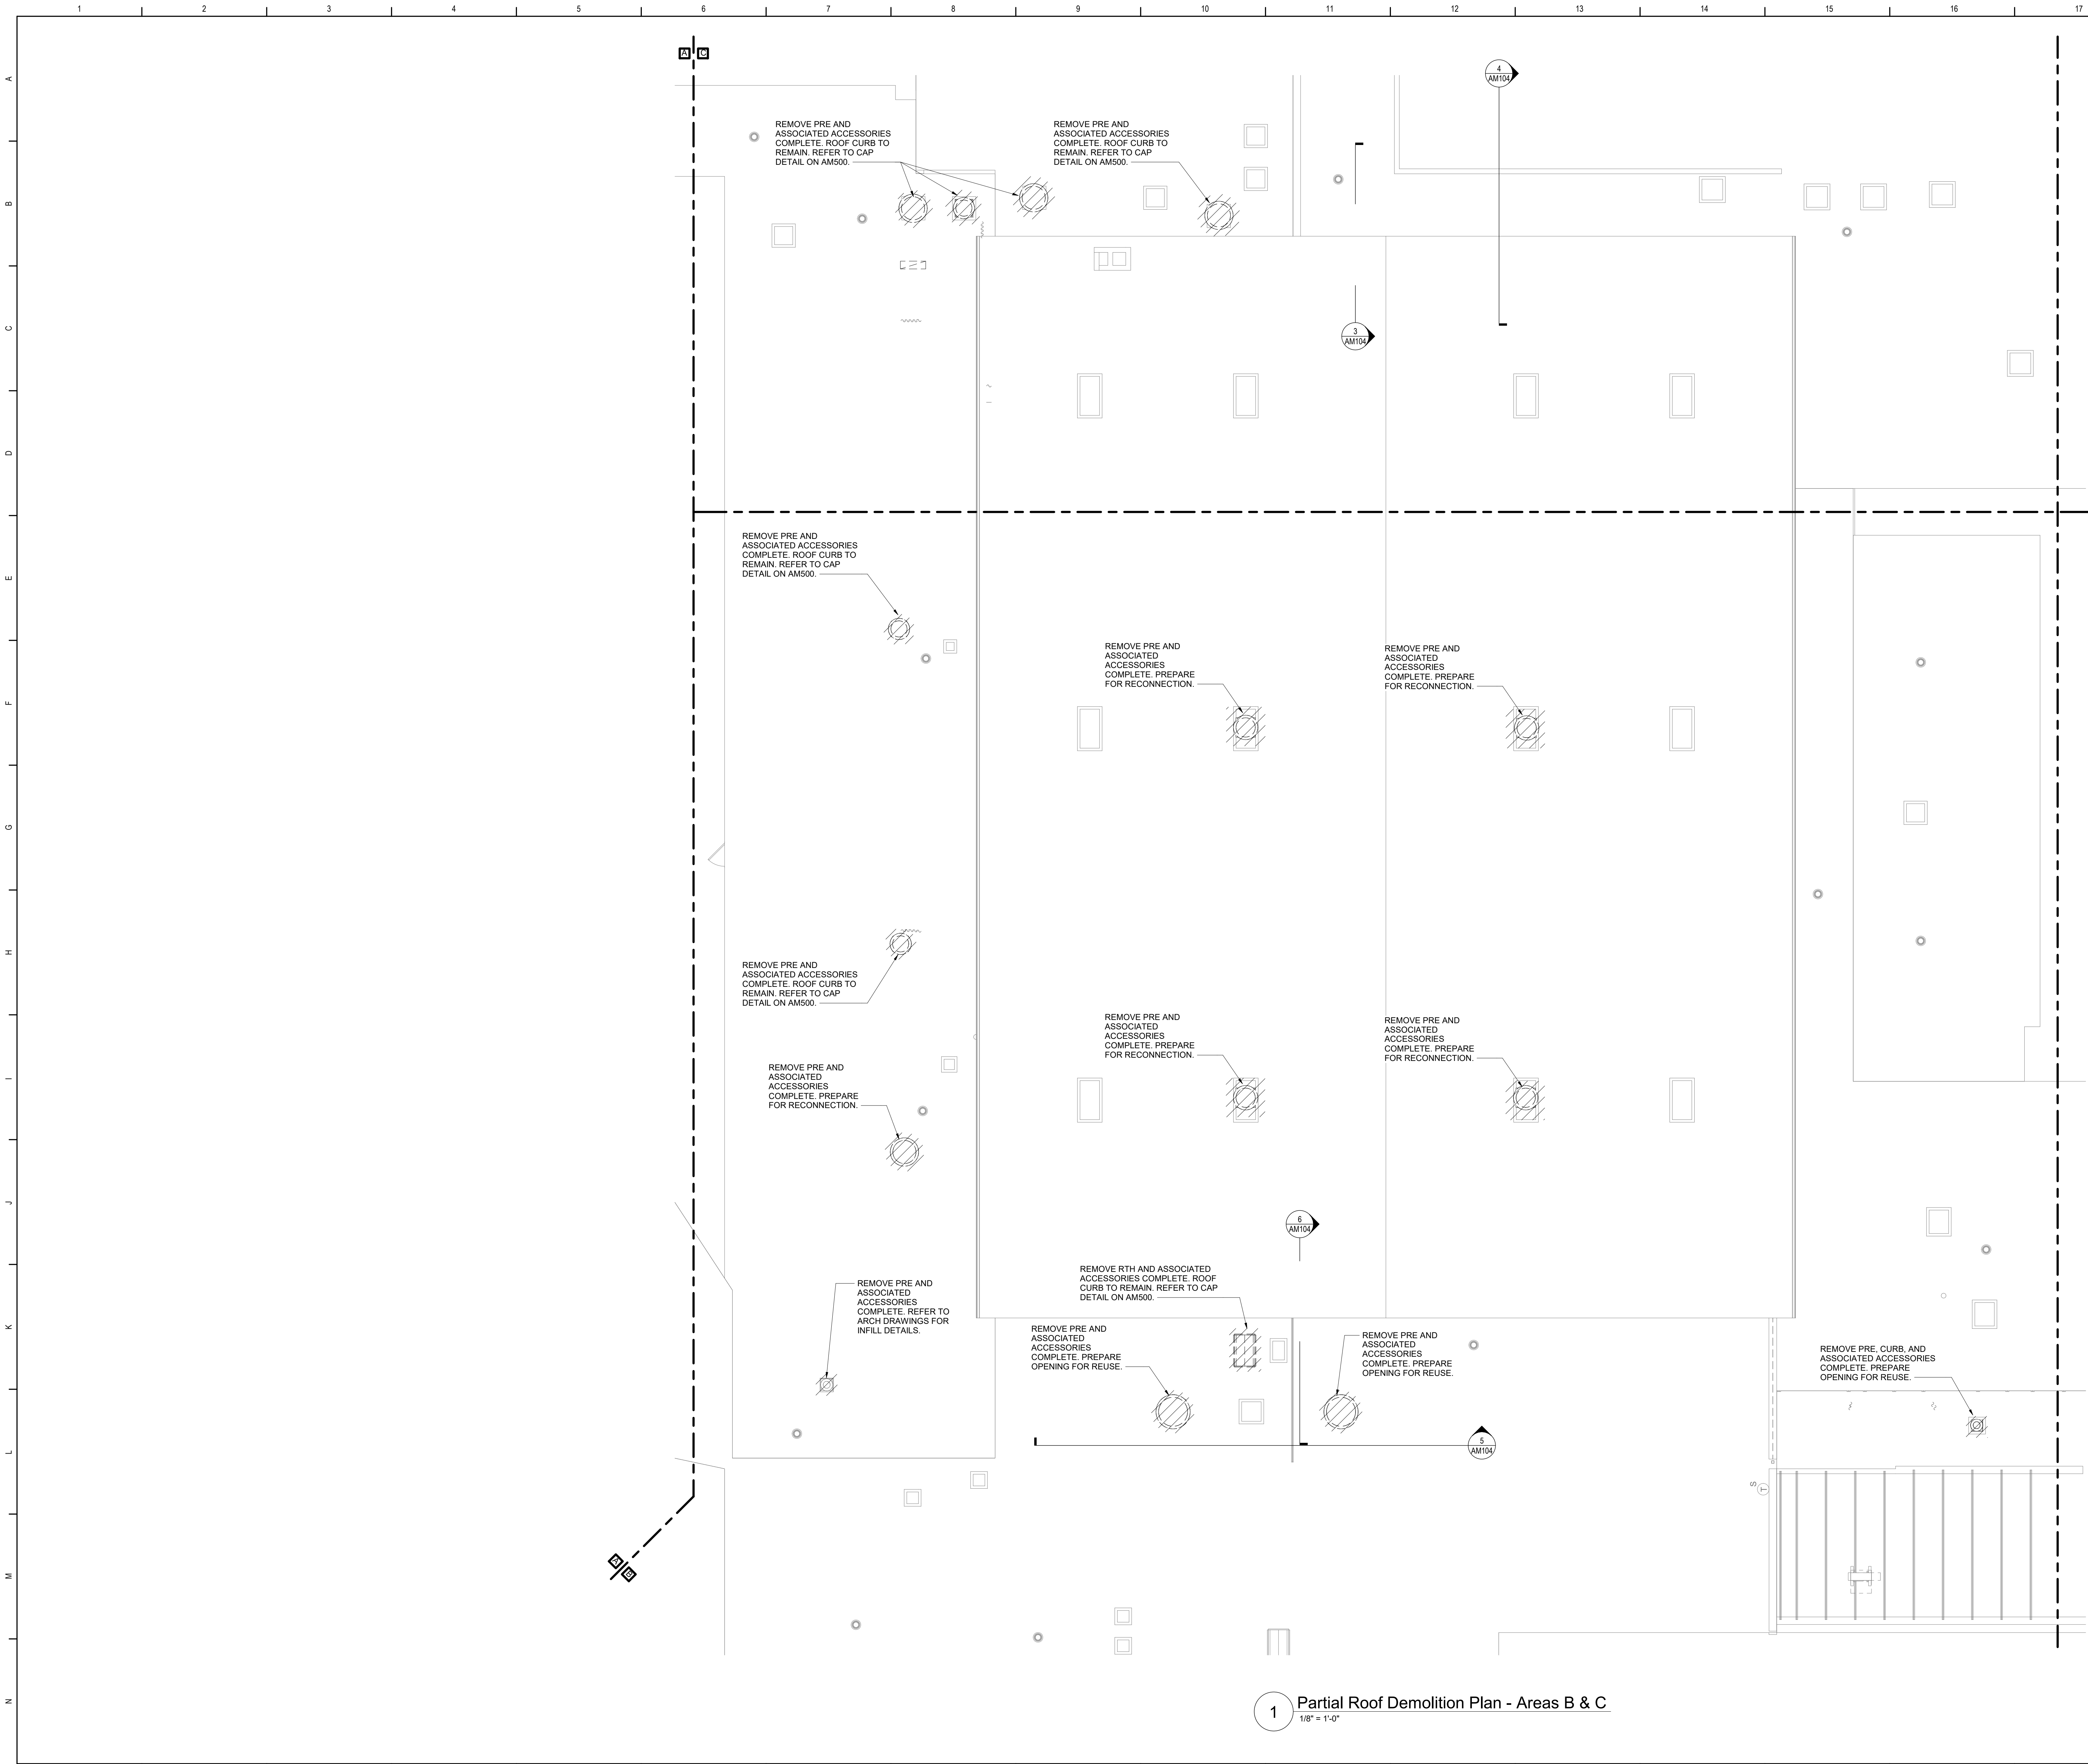 1 2 3 4 5 6 7 8 9 10 11 12 13 14 15 16 17
A
B
C
D
E
F
G
H
I
J
K
L
M
N
A C
4
AM104
REMOVE PRE AND
ASSOCIATED ACCESSORIES
COMPLETE. ROOF CURB TO
REMAIN. REFER TO CAP
DETAIL ON AM500.
REMOVE PRE AND
ASSOCIATED ACCESSORIES
COMPLETE. ROOF CURB TO
REMAIN. REFER TO CAP
DETAIL ON AM500.
3
AM104
REMOVE PRE AND
ASSOCIATED ACCESSORIES
COMPLETE. ROOF CURB TO
REMAIN. REFER TO CAP
DETAIL ON AM500.
REMOVE PRE AND
ASSOCIATED
ACCESSORIES
COMPLETE. PREPARE
FOR RECONNECTION.
REMOVE PRE AND
ASSOCIATED
ACCESSORIES
COMPLETE. PREPARE
FOR RECONNECTION.
REMOVE PRE AND
ASSOCIATED ACCESSORIES
COMPLETE. ROOF CURB TO
REMAIN. REFER TO CAP
DETAIL ON AM500.
REMOVE PRE AND
ASSOCIATED
ACCESSORIES
COMPLETE. PREPARE
FOR RECONNECTION.
REMOVE PRE AND
ASSOCIATED
ACCESSORIES
COMPLETE. PREPARE
FOR RECONNECTION.
REMOVE PRE AND
ASSOCIATED
ACCESSORIES
COMPLETE. PREPARE
FOR RECONNECTION.
6
AM104
REMOVE RTH AND ASSOCIATED
ACCESSORIES COMPLETE. ROOF
CURB TO REMAIN. REFER TO CAP
DETAIL ON AM500.
REMOVE PRE AND
ASSOCIATED
ACCESSORIES
COMPLETE. REFER TO
ARCH DRAWINGS FOR
INFILL DETAILS.
REMOVE PRE AND
ASSOCIATED
ACCESSORIES
COMPLETE. PREPARE
OPENING FOR REUSE.
REMOVE PRE AND
ASSOCIATED
ACCESSORIES
COMPLETE. PREPARE
OPENING FOR REUSE.
REMOVE PRE, CURB, AND
ASSOCIATED ACCESSORIES
COMPLETE. PREPARE
OPENING FOR REUSE.
5
AM104
S
T
A
B
1
Partial Roof Demolition Plan - Areas B & C
1/8" = 1'-0"